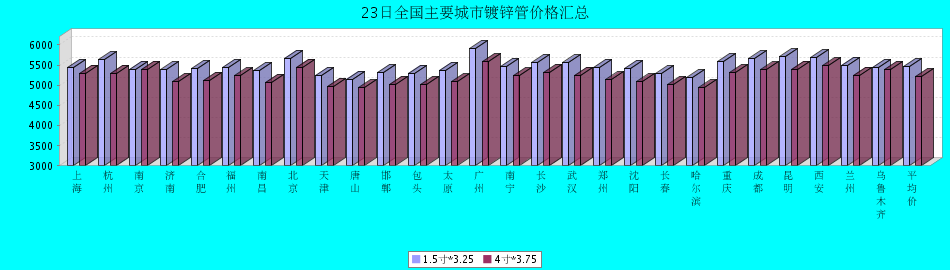 23日全国主要城市镀锌管价格汇总
6000
5500
5000
4500
4000
3500
3000
上海
杭州
南京
济南
合肥
福州
南昌
北京
天津
唐山
邯郸
包头
太原
广州
南宁
长沙
武汉
郑州
沈阳
长春
哈尔滨
重庆
成都
昆明
西安
兰州
乌鲁木齐
平均价
1.5寸*3.25
4寸*3.75